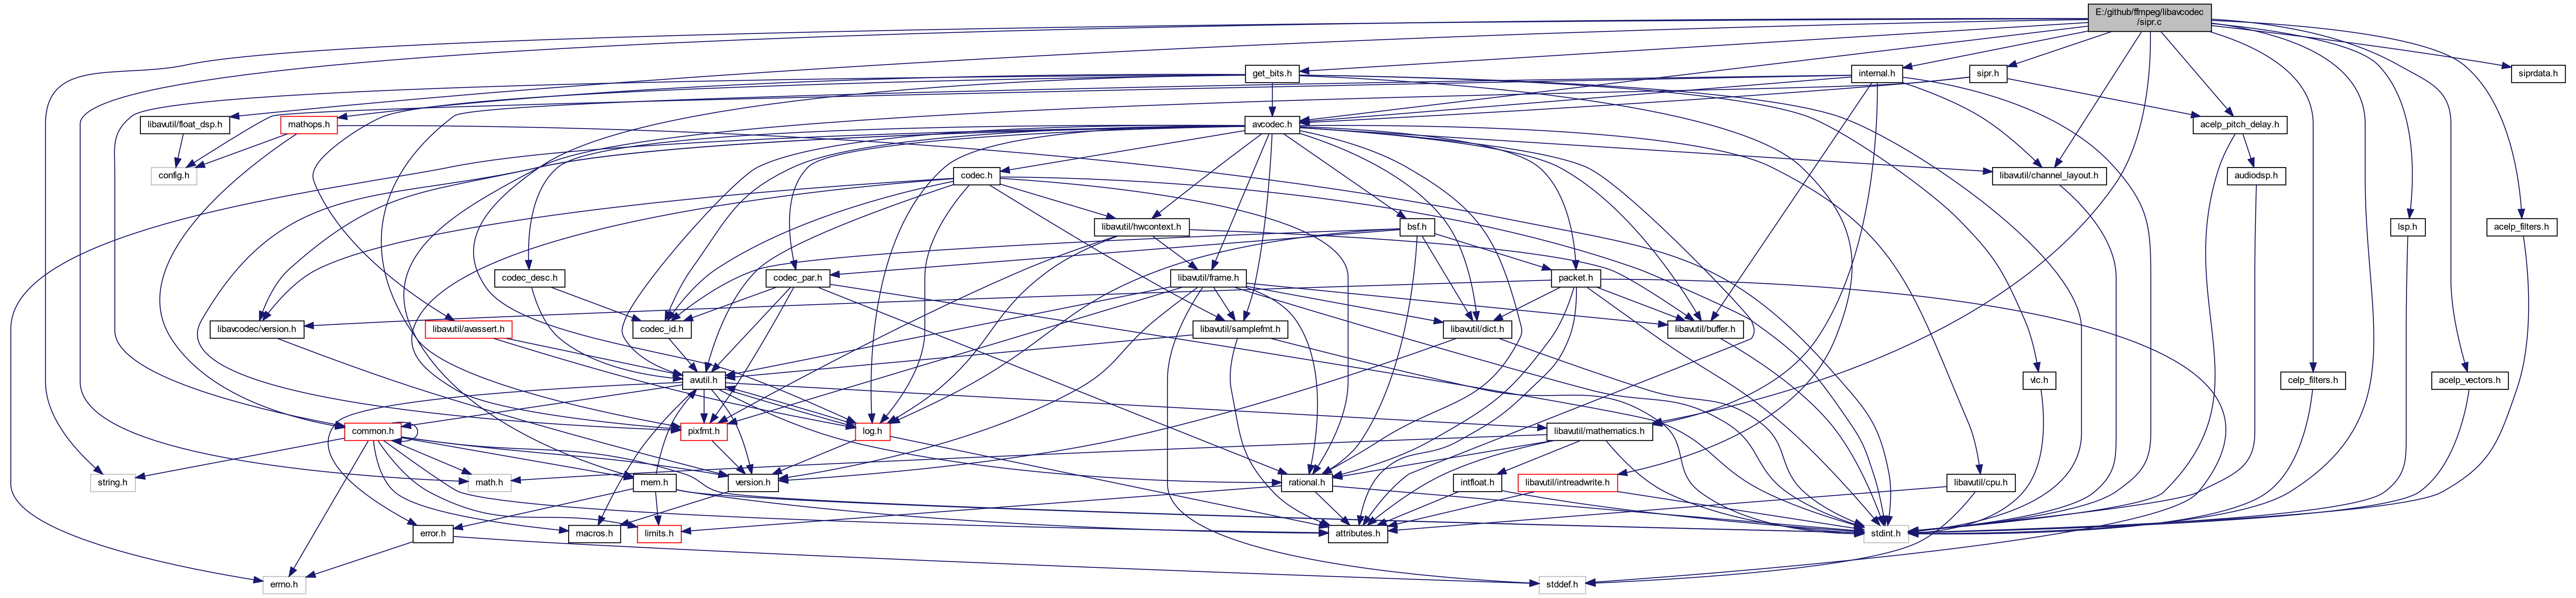 E:/github/ffmpeg/libavcodec
/sipr.c
get_bits.h
internal.h
sipr.h
siprdata.h
libavutil/float_dsp.h
mathops.h
avcodec.h
acelp_pitch_delay.h
config.h
codec.h
libavutil/channel_layout.h
audiodsp.h
libavutil/hwcontext.h
bsf.h
lsp.h
acelp_filters.h
codec_desc.h
codec_par.h
libavutil/frame.h
packet.h
libavcodec/version.h
libavutil/avassert.h
codec_id.h
libavutil/samplefmt.h
libavutil/dict.h
libavutil/buffer.h
avutil.h
vlc.h
celp_filters.h
acelp_vectors.h
common.h
pixfmt.h
log.h
libavutil/mathematics.h
string.h
math.h
mem.h
version.h
rational.h
intfloat.h
libavutil/intreadwrite.h
libavutil/cpu.h
error.h
macros.h
limits.h
attributes.h
stdint.h
errno.h
stddef.h